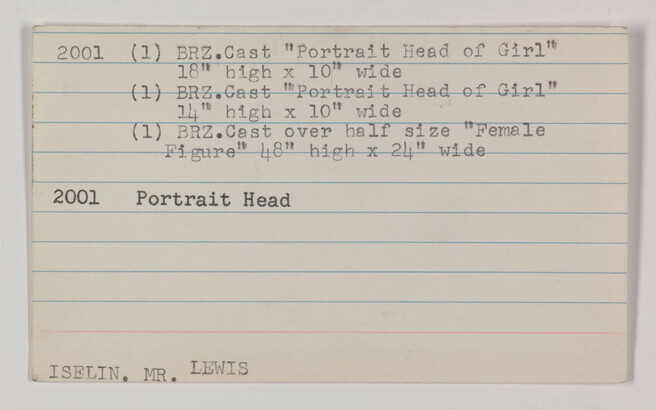 2001 (1) BRZ.Cast "Portrait Head of Girl"
18" high x 10" wide
(1) BRZ.Cast "Portrait Head of Girl"
14" high x 10" wide
(1) BRZ.Cast over half size "Female
Figure" 48" high x 24" wide
2001 Portrait Head
ISELIN, MR. LEWIS